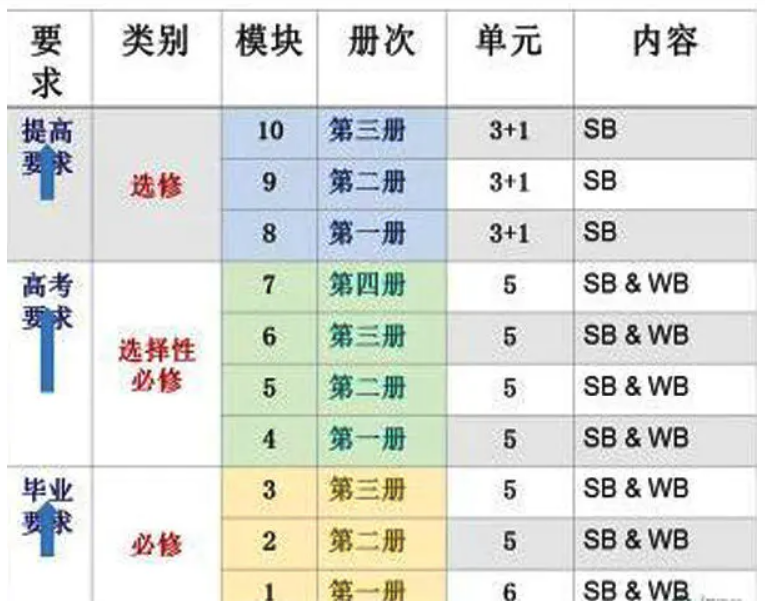 要求 类别 模块 册次 单元 内容
提高要求 选修 10 第三册 3+1 SB
9 第二册 3+1 SB
8 第一册 3+1 SB
高考要求 选择性必修 7 第四册 5 SB & WB
6 第三册 5 SB & WB
5 第二册 5 SB & WB
4 第一册 5 SB & WB
毕业要求 必修 3 第三册 5 SB & WB
2 第二册 5 SB & WB
1 第一册 6 SB & WB